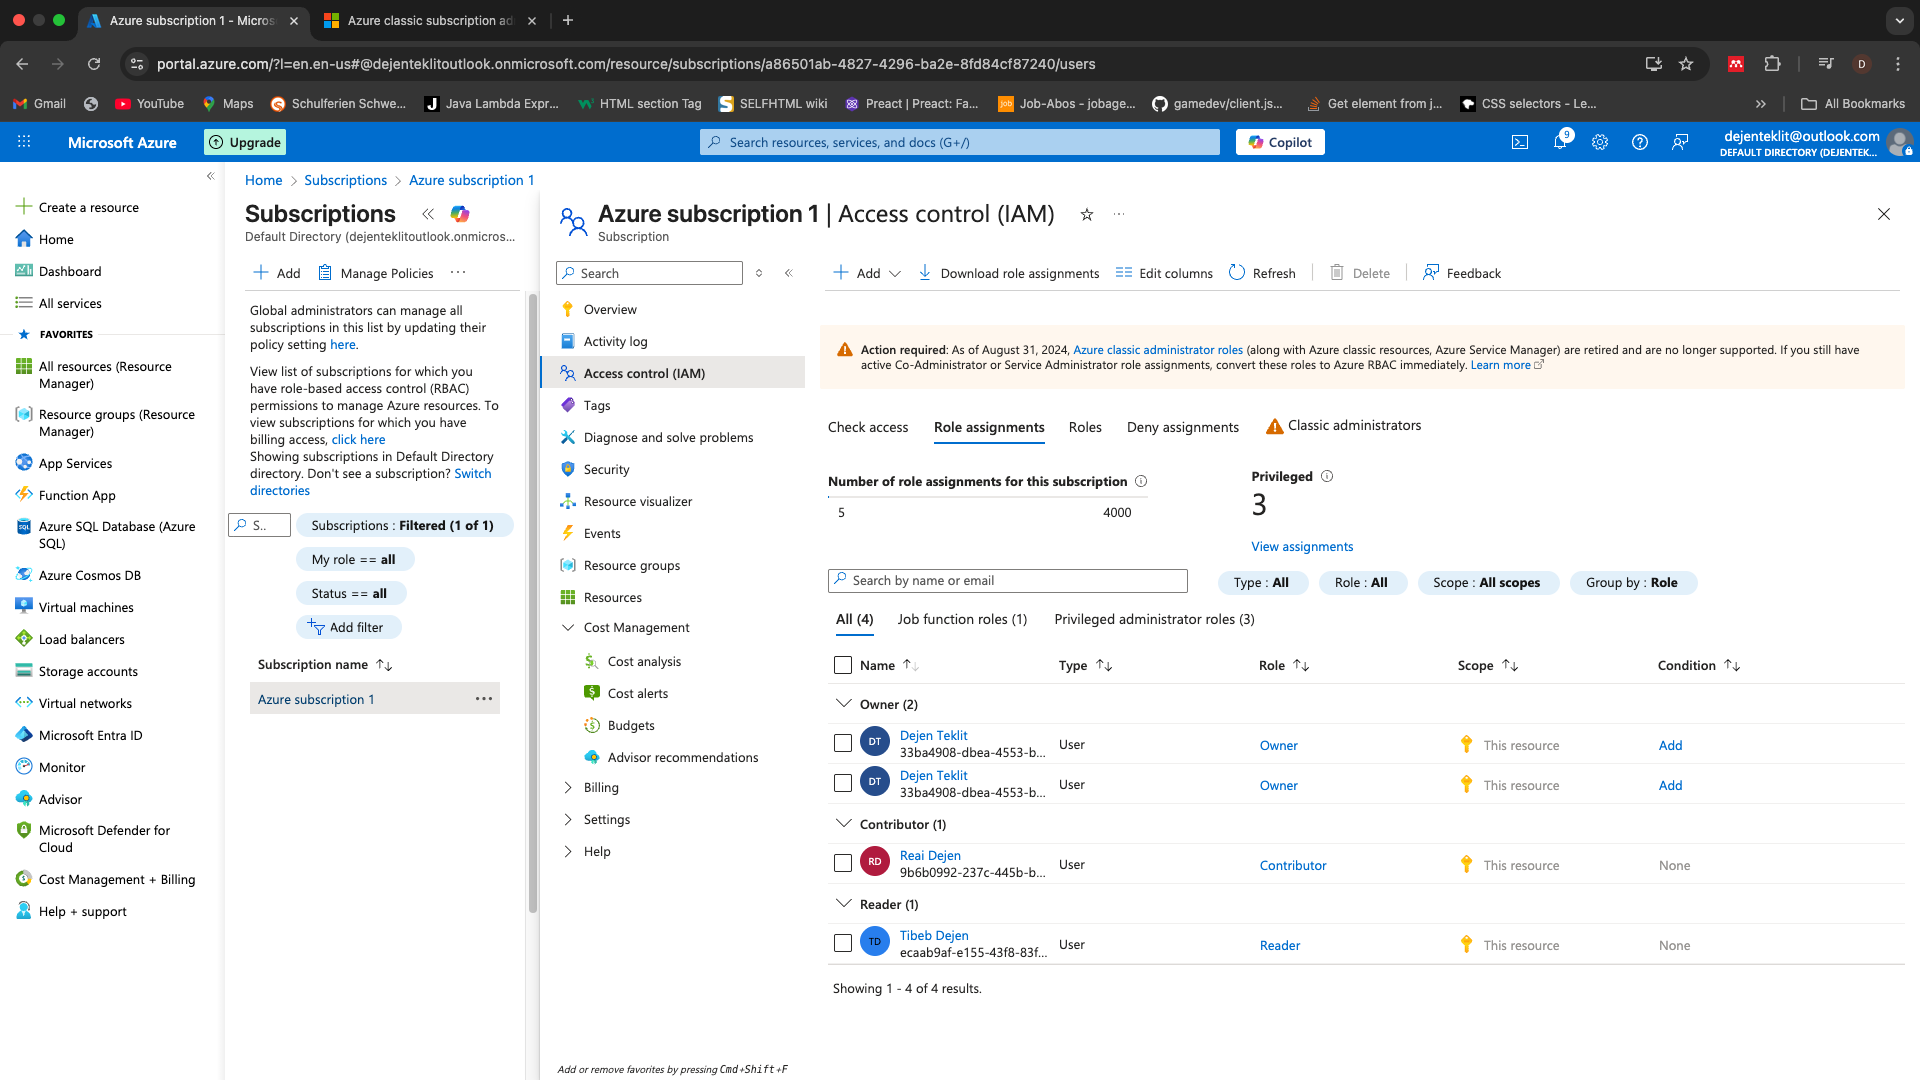 Azure subscription 1 - Micros
Azure classic subscription ad
portal.azure.com/?l=en.en-us#@dejenteklitoutlook.onmicrosoft.com/resource/subscriptions/a86501ab-4827-4296-ba2e-8fd84cf87240/users
D
Gmail
YouTube
Maps
Schulferien Schwe...
Java Lambda Expr...
HTML section Tag
SELFHTML wiki
Preact | Preact: Fa...
Job-Abos - jobage...
gamedev/client.js...
Get element from j...
CSS selectors - Le...
All Bookmarks
Microsoft Azure
Upgrade
Search resources, services, and docs (G+/)
Copilot
9
dejenteklit@outlook.com
DEFAULT DIRECTORY (DEJENTEK...
Create a resource
Home
Dashboard
All services
FAVORITES
All resources (Resource
Manager)
Resource groups (Resource
Manager)
App Services
Function App
Azure SQL Database (Azure
SQL)
Azure Cosmos DB
Virtual machines
Load balancers
Storage accounts
Virtual networks
Microsoft Entra ID
Monitor
Advisor
Microsoft Defender for
Cloud
Cost Management + Billing
Help + support
Home > Subscriptions > Azure subscription 1
Subscriptions
Default Directory (dejenteklitoutlook.onmicros...
Add
Manage Policies
Global administrators can manage all
subscriptions in this list by updating their
policy setting here.
View list of subscriptions for which you
have role-based access control (RBAC)
permissions to manage Azure resources. To
view subscriptions for which you have
billing access, click here
Showing subscriptions in Default Directory
directory. Don't see a subscription? Switch
directories
S..
Subscriptions : Filtered (1 of 1)
My role == all
Status == all
Add filter
Subscription name
Azure subscription 1
Azure subscription 1 | Access control (IAM)
Subscription
Search
Overview
Activity log
Access control (IAM)
Tags
Diagnose and solve problems
Security
Resource visualizer
Events
Resource groups
Resources
Cost Management
Cost analysis
Cost alerts
Budgets
Advisor recommendations
Billing
Settings
Help
Add or remove favorites by pressing Cmd+Shift+F
Add
Download role assignments
Edit columns
Refresh
Delete
Feedback
Action required: As of August 31, 2024, Azure classic administrator roles (along with Azure classic resources, Azure Service Manager) are retired and are no longer supported. If you still have
active Co-Administrator or Service Administrator role assignments, convert these roles to Azure RBAC immediately. Learn more
Check access
Role assignments
Roles
Deny assignments
Classic administrators
Number of role assignments for this subscription
5
4000
Privileged
3
View assignments
Search by name or email
Type : All
Role : All
Scope : All scopes
Group by : Role
All (4)
Job function roles (1)
Privileged administrator roles (3)
Name
Type
Role
Scope
Condition
Owner (2)
DT
Dejen Teklit
33ba4908-dbea-4553-b...
User
Owner
This resource
Add
DT
Dejen Teklit
33ba4908-dbea-4553-b...
User
Owner
This resource
Add
Contributor (1)
RD
Reai Dejen
9b6b0992-237c-445b-b...
User
Contributor
This resource
None
Reader (1)
TD
Tibeb Dejen
ecaab9af-e155-43f8-83f...
User
Reader
This resource
None
Showing 1 - 4 of 4 results.